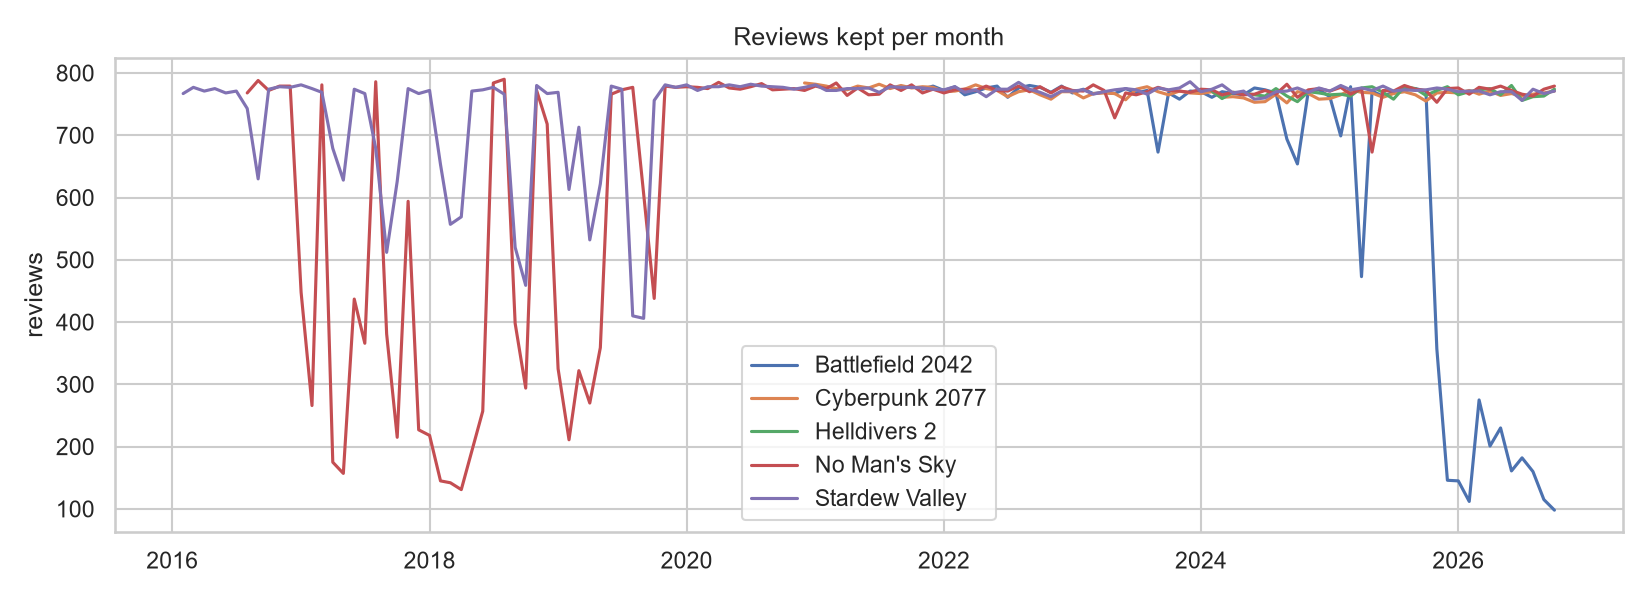 Reviews kept per month
reviews
800
700
600
500
400
300
200
100
2016
2018
2020
2022
2024
2026
Battlefield 2042
Cyberpunk 2077
Helldivers 2
No Man's Sky
Stardew Valley